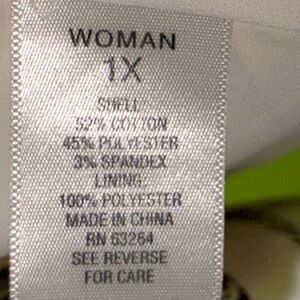 WOMAN
1X
SHELL:
52% COTTON
45% POLYESTER
3% SPANDEX
LINING:
100% POLYESTER
MADE IN CHINA
RN 63264
SEE REVERSE
FOR CARE